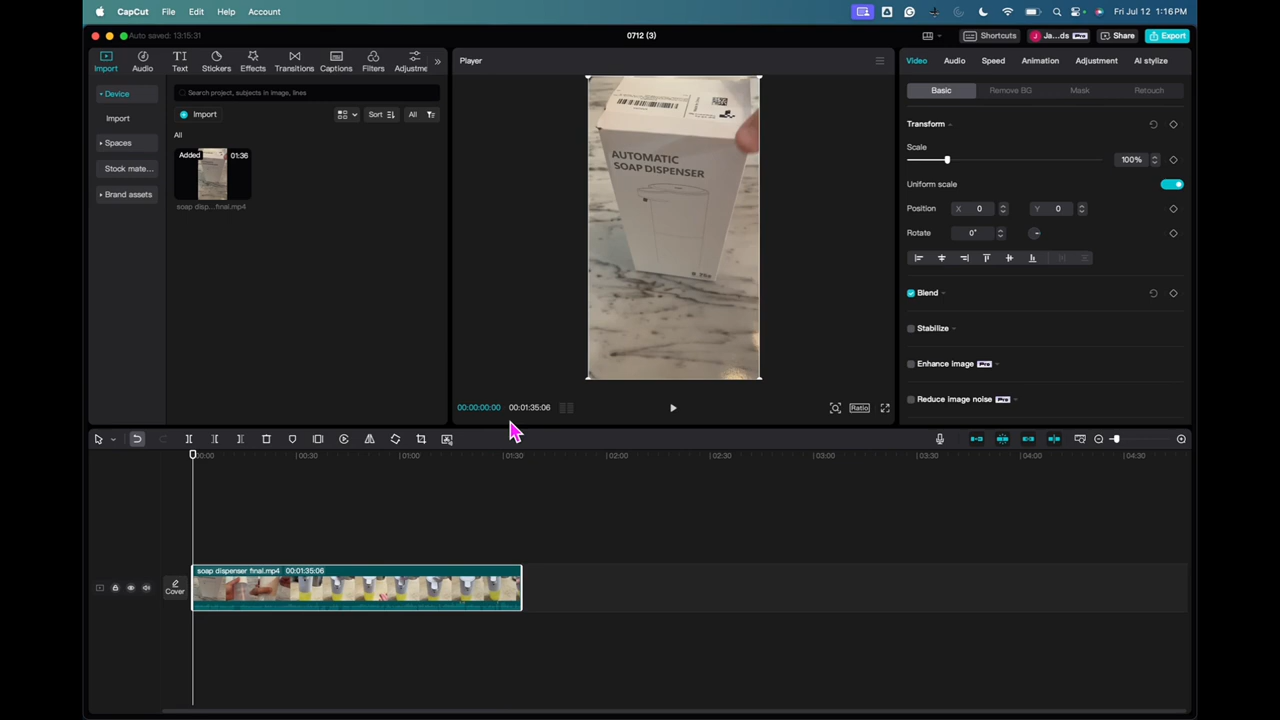 CapCut File Edit Help Account Fri Jul 12 1:16 PM
Auto saved: 13:15:31 0712 (3) Shortcuts Ja....ds Pro Share Export
Import Audio Text Stickers Effects Transitions Captions Filters Adjustme
Device
Import
Spaces
Stock mate...
Brand assets
Search project, subjects in image, lines
Import Sort All
All
Added 01:36
soap disp...final.mp4
Player
AUTOMATIC
SOAP DISPENSER
00:00:00:00 00:01:35:06 Ratio
Video Audio Speed Animation Adjustment AI stylize
Basic Remove BG Mask Retouch
Transform
Scale
100%
Uniform scale
Position X 0 Y 0
Rotate 0°
Blend
Stabilize
Enhance image Pro
Reduce image noise Pro
00:00 00:30 01:00 01:30 02:00 02:30 03:00 03:30 04:00 04:30
soap dispenser final.mp4 00:01:35:06
Cover